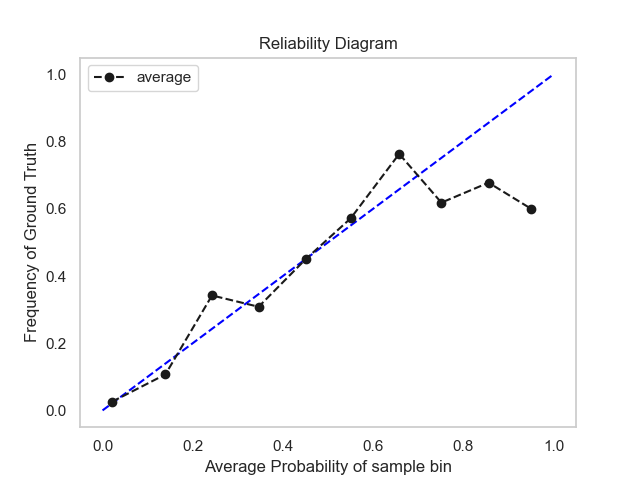 Reliability Diagram
average
Frequency of Ground Truth
1.0
0.8
0.6
0.4
0.2
0.0
0.0 0.2 0.4 0.6 0.8 1.0
Average Probability of sample bin